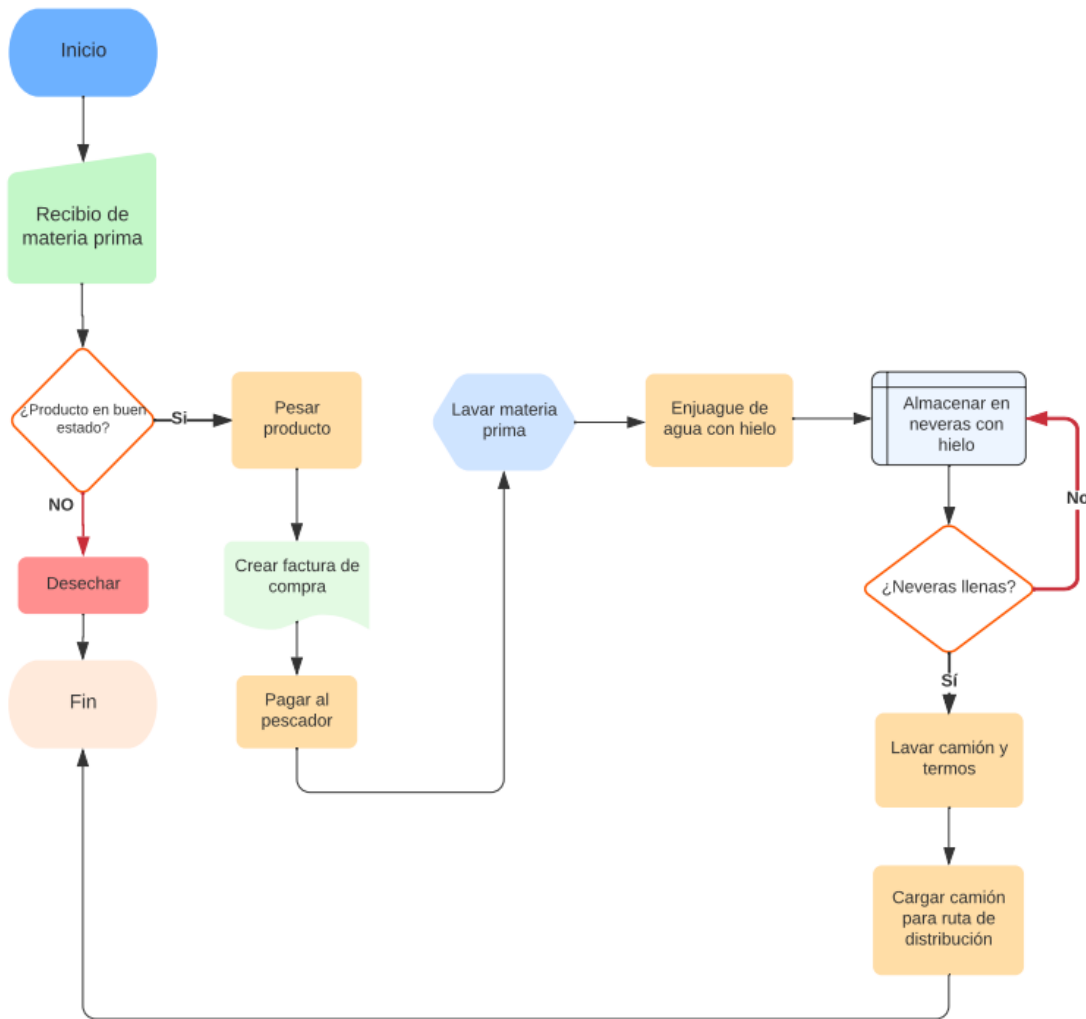 Inicio
Recibio de
materia prima
¿Producto en buen
estado?
Si
NO
Desechar
Fin
Pesar
producto
Crear factura de
compra
Pagar al
pescador
Lavar materia
prima
Enjuague de
agua con hielo
Almacenar en
neveras con
hielo
No
¿Neveras llenas?
Sí
Lavar camión y
termos
Cargar camión
para ruta de
distribución